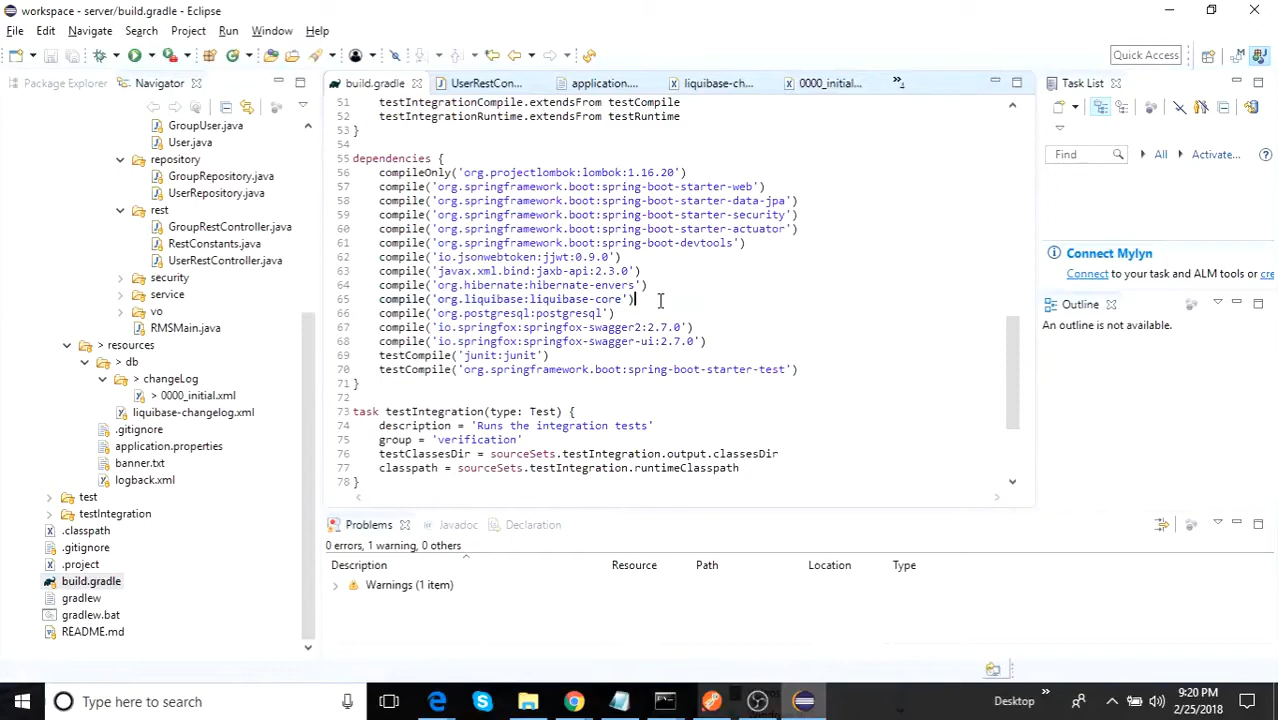 workspace - server/build.gradle - Eclipse
File Edit Navigate Search Project Run Window Help
Quick Access
Package Explorer Navigator
GroupUser.java
User.java
repository
GroupRepository.java
UserRepository.java
rest
GroupRestController.java
RestConstants.java
UserRestController.java
security
service
vo
RMSMain.java
> resources
> db
> changeLog
> 0000_initial.xml
liquibase-changelog.xml
.gitignore
application.properties
banner.txt
logback.xml
test
testIntegration
.classpath
.gitignore
.project
build.gradle
gradlew
gradlew.bat
README.md
build.gradle UserRestCon... application.... liquibase-ch... 0000_initial...
51 testIntegrationCompile.extendsFrom testCompile
52 testIntegrationRuntime.extendsFrom testRuntime
53 }
54
55 dependencies {
56 compileOnly('org.projectlombok:lombok:1.16.20')
57 compile('org.springframework.boot:spring-boot-starter-web')
58 compile('org.springframework.boot:spring-boot-starter-data-jpa')
59 compile('org.springframework.boot:spring-boot-starter-security')
60 compile('org.springframework.boot:spring-boot-starter-actuator')
61 compile('org.springframework.boot:spring-boot-devtools')
62 compile('io.jsonwebtoken:jjwt:0.9.0')
63 compile('javax.xml.bind:jaxb-api:2.3.0')
64 compile('org.hibernate:hibernate-envers')
65 compile('org.liquibase:liquibase-core')
66 compile('org.postgresql:postgresql')
67 compile('io.springfox:springfox-swagger2:2.7.0')
68 compile('io.springfox:springfox-swagger-ui:2.7.0')
69 testCompile('junit:junit')
70 testCompile('org.springframework.boot:spring-boot-starter-test')
71 }
72
73 task testIntegration(type: Test) {
74 description = 'Runs the integration tests'
75 group = 'verification'
76 testClassesDir = sourceSets.testIntegration.output.classesDir
77 classpath = sourceSets.testIntegration.runtimeClasspath
78 }
Task List
Find All Activate...
Connect Mylyn
Connect to your task and ALM tools or cre
Outline
An outline is not available.
Problems Javadoc Declaration
0 errors, 1 warning, 0 others
Description Resource Path Location Type
Warnings (1 item)
Type here to search
Desktop
9:20 PM
2/25/2018